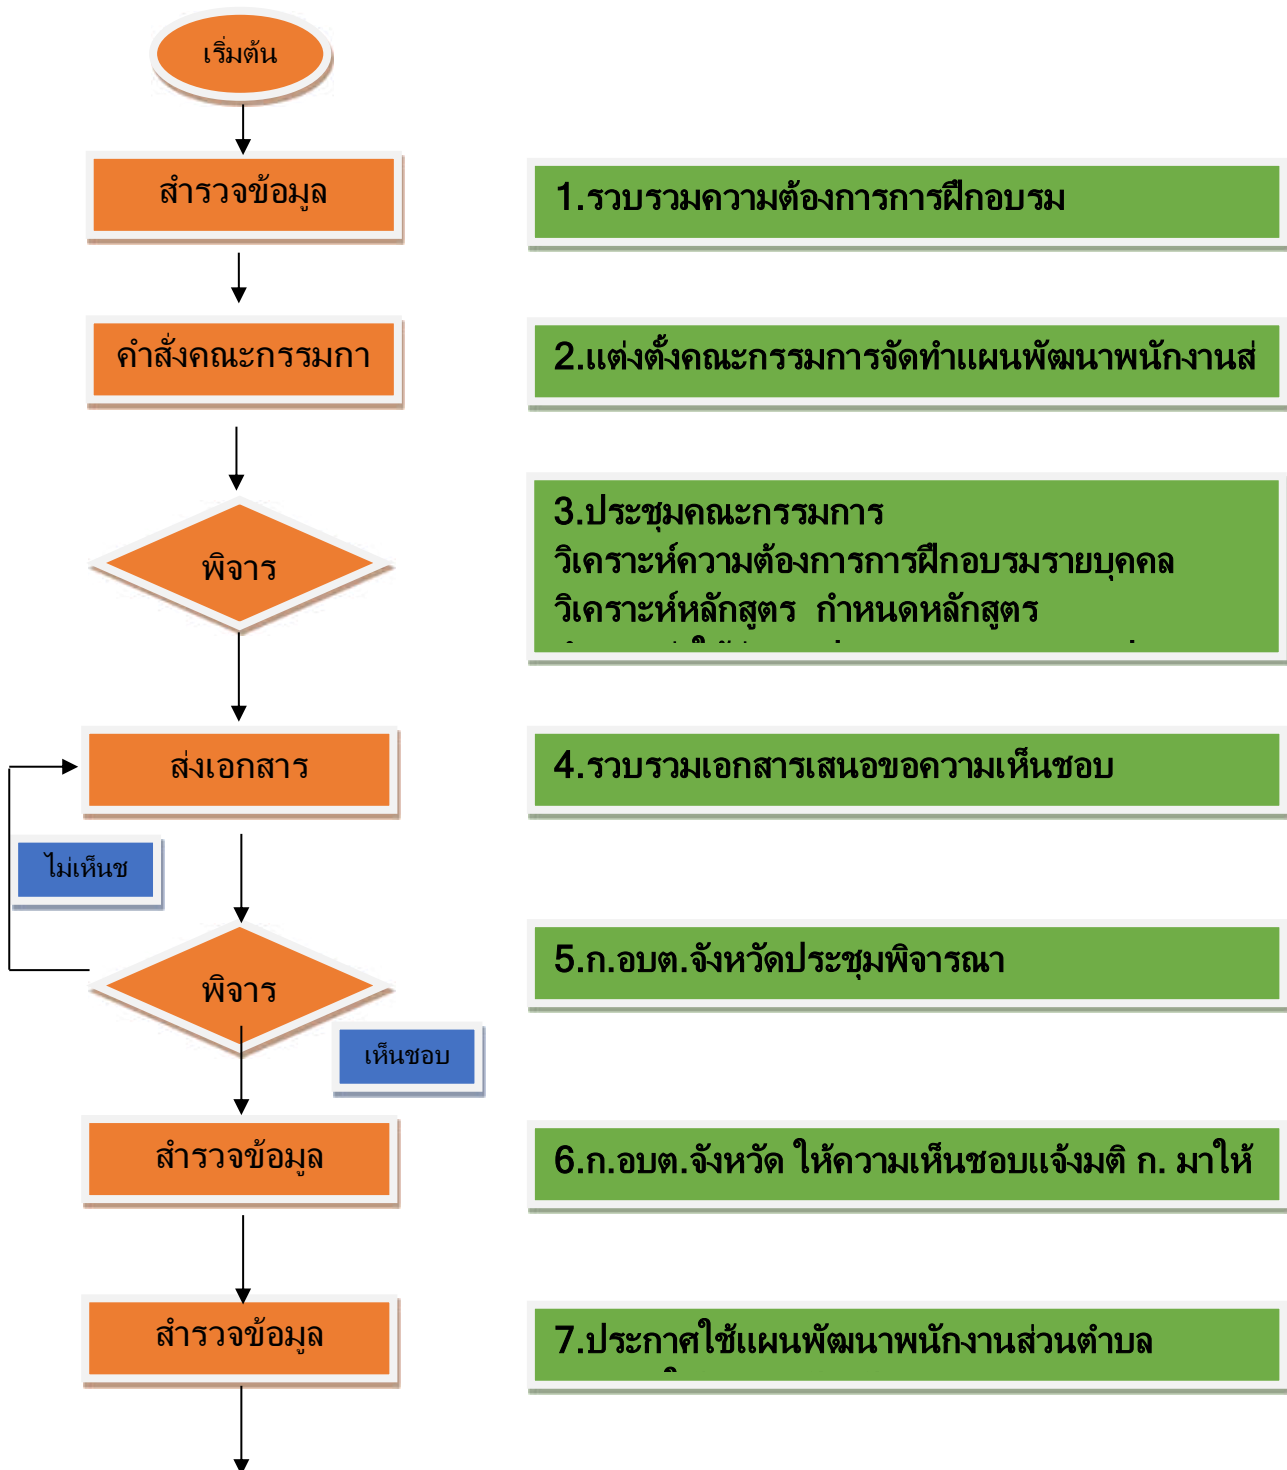 เริ่มต้น
สำรวจข้อมูล
1.รวบรวมความต้องการการฝึกอบรม
คำสั่งคณะกรรมกา
2.แต่งตั้งคณะกรรมการจัดทำแผนพัฒนาพนักงานส่
พิจาร
3.ประชุมคณะกรรมการ
วิเคราะห์ความต้องการการฝึกอบรมรายบุคคล
วิเคราะห์หลักสูตร กำหนดหลักสูตร
ส่งเอกสาร
4.รวบรวมเอกสารเสนอขอความเห็นชอบ
ไม่เห็นช
พิจาร
5.ก.อบต.จังหวัดประชุมพิจารณา
เห็นชอบ
สำรวจข้อมูล
6.ก.อบต.จังหวัด ให้ความเห็นชอบแจ้งมติ ก. มาให้
สำรวจข้อมูล
7.ประกาศใช้แผนพัฒนาพนักงานส่วนตำบล